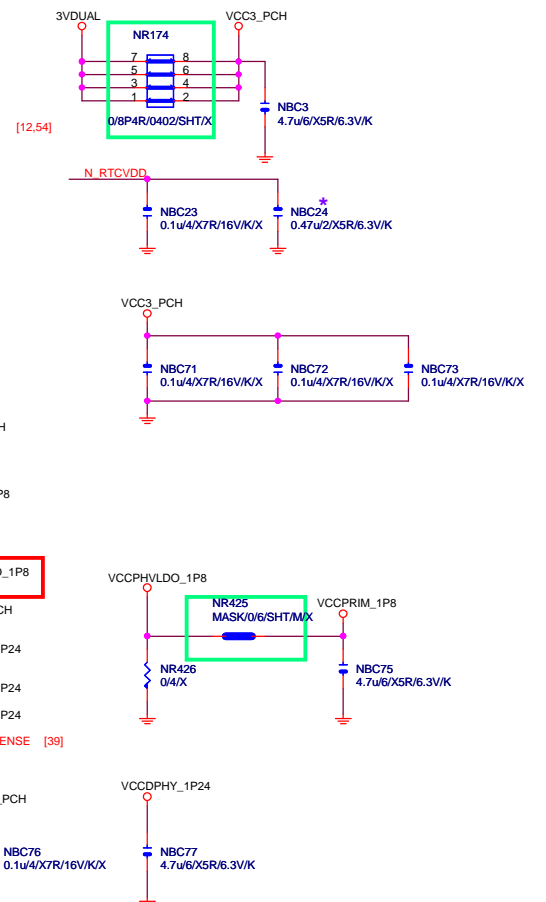 3VDUAL
VCC3_PCH
NR174
7 8
5 6
3 4
1 2
0/8P4R/0402/SHT/X
NBC3
4.7u/6/X5R/6.3V/K
[12,54]
N_RTCVDD
NBC23
0.1u/4/X7R/16V/K/X
*
NBC24
0.47u/2/X5R/6.3V/K
VCC3_PCH
NBC71
0.1u/4/X7R/16V/K/X
NBC72
0.1u/4/X7R/16V/K/X
NBC73
0.1u/4/X7R/16V/K/X
H
P8
O_1P8
CH
P24
P24
P24
ENSE [39]
VCCPHVLDO_1P8
NR425
MASK/0/6/SHT/M/X
VCCPRIM_1P8
NR426
0/4/X
NBC75
4.7u/6/X5R/6.3V/K
_PCH
NBC76
0.1u/4/X7R/16V/K/X
VCCDPHY_1P24
NBC77
4.7u/6/X5R/6.3V/K